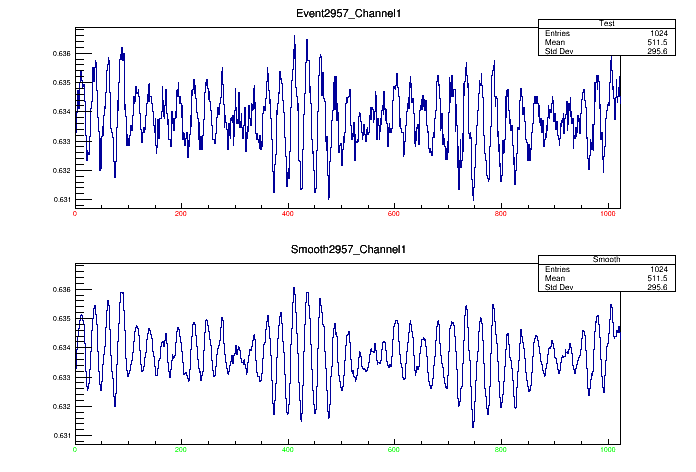 Event2957_Channel1
Test
Entries 1024
Mean 511.5
Std Dev 295.6
0.636
0.635
0.634
0.633
0.632
0.631
0 200 400 600 800 1000
Smooth2957_Channel1
Smooth
Entries 1024
Mean 511.5
Std Dev 295.6
0.636
0.635
0.634
0.633
0.632
0.631
0 200 400 600 800 1000